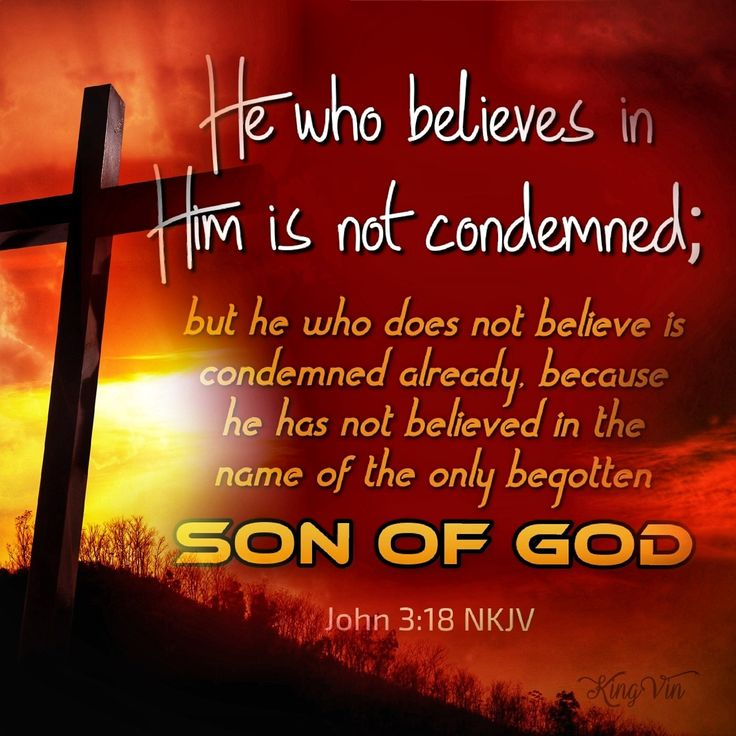 He who believes in
Him is not condemned;
but he who does not believe is
condemned already, because
he has not believed in the
name of the only begotten
SON OF GOD
John 3:18 NKJV
KingVin